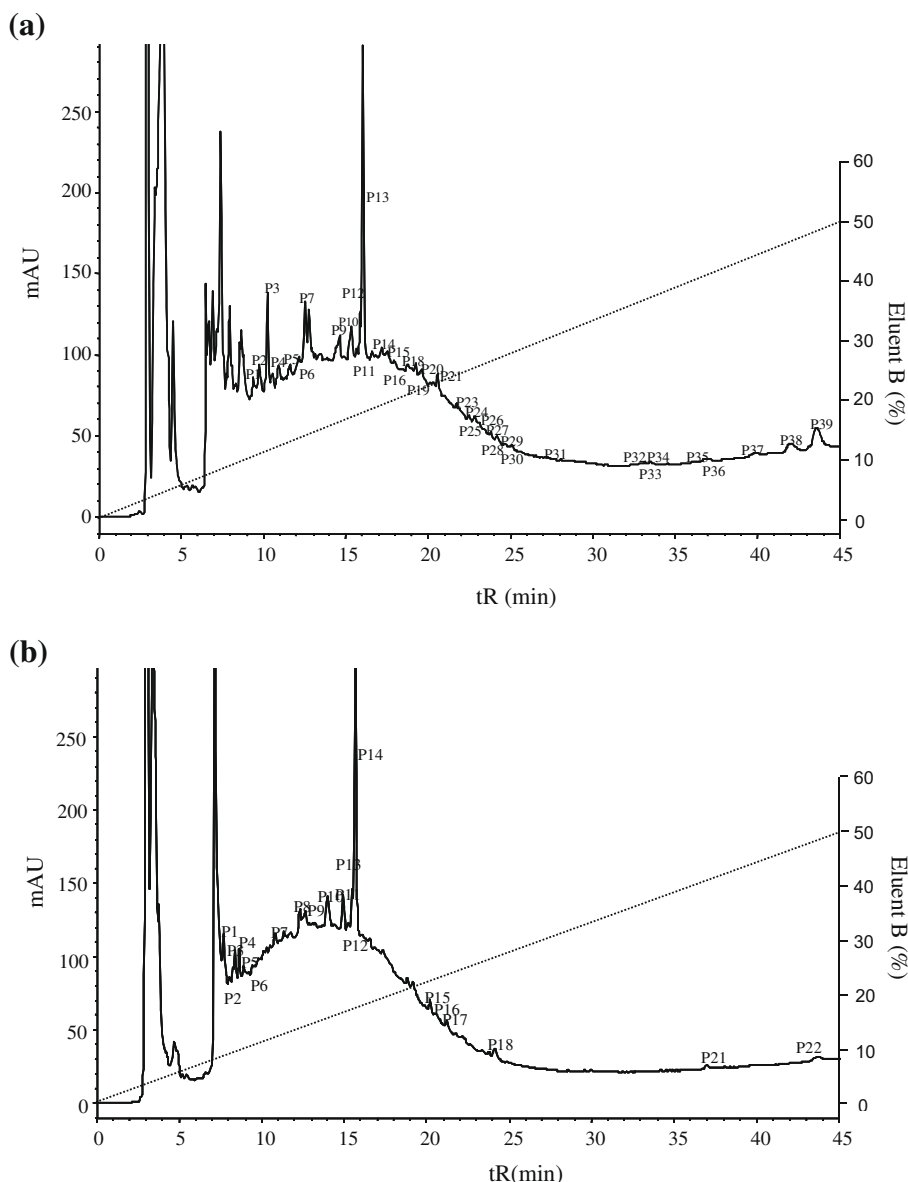 (a)
mAU
250
200
150
100
50
0
60
50
40
30
20
10
0
Eluent B (%)
P1
P2
P3
P4
P5
P6
P7
P9
P10
P11
P12
P13
P14
P15
P16
P18
P19
P20
P21
P23
P24
P25
P26
P27
P28
P29
P30
P31
P32
P33
P34
P35
P36
P37
P38
P39
0 5 10 15 20 25 30 35 40 45
tR (min)
(b)
mAU
250
200
150
100
50
0
60
50
40
30
20
10
0
Eluent B (%)
P1
P2
P4
P5
P6
P7
P8
P9
P10
P12
P13
P14
P15
P16
P17
P18
P21
P22
0 5 10 15 20 25 30 35 40 45
tR(min)